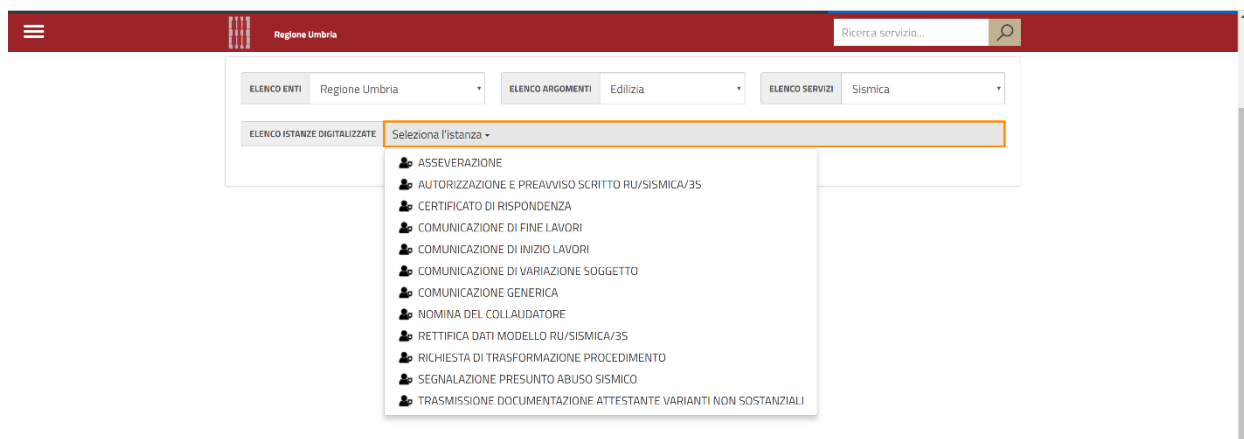 Regione Umbria
Ricerca servizio...
ELENCO ENTI Regione Umbria ELENCO ARGOMENTI Edilizia ELENCO SERVIZI Sismica
ELENCO ISTANZE DIGITALIZZATE Seleziona l'istanza
ASSEVERAZIONE
AUTORIZZAZIONE E PREAVVISO SCRITTO RU/SISMICA/3S
CERTIFICATO DI RISPONDENZA
COMUNICAZIONE DI FINE LAVORI
COMUNICAZIONE DI INIZIO LAVORI
COMUNICAZIONE DI VARIAZIONE SOGGETTO
COMUNICAZIONE GENERICA
NOMINA DEL COLLAUDATORE
RETTIFICA DATI MODELLO RU/SISMICA/3S
RICHIESTA DI TRASFORMAZIONE PROCEDIMENTO
SEGNALAZIONE PRESUNTO ABUSO SISMICO
TRASMISSIONE DOCUMENTAZIONE ATTESTANTE VARIANTI NON SOSTANZIALI